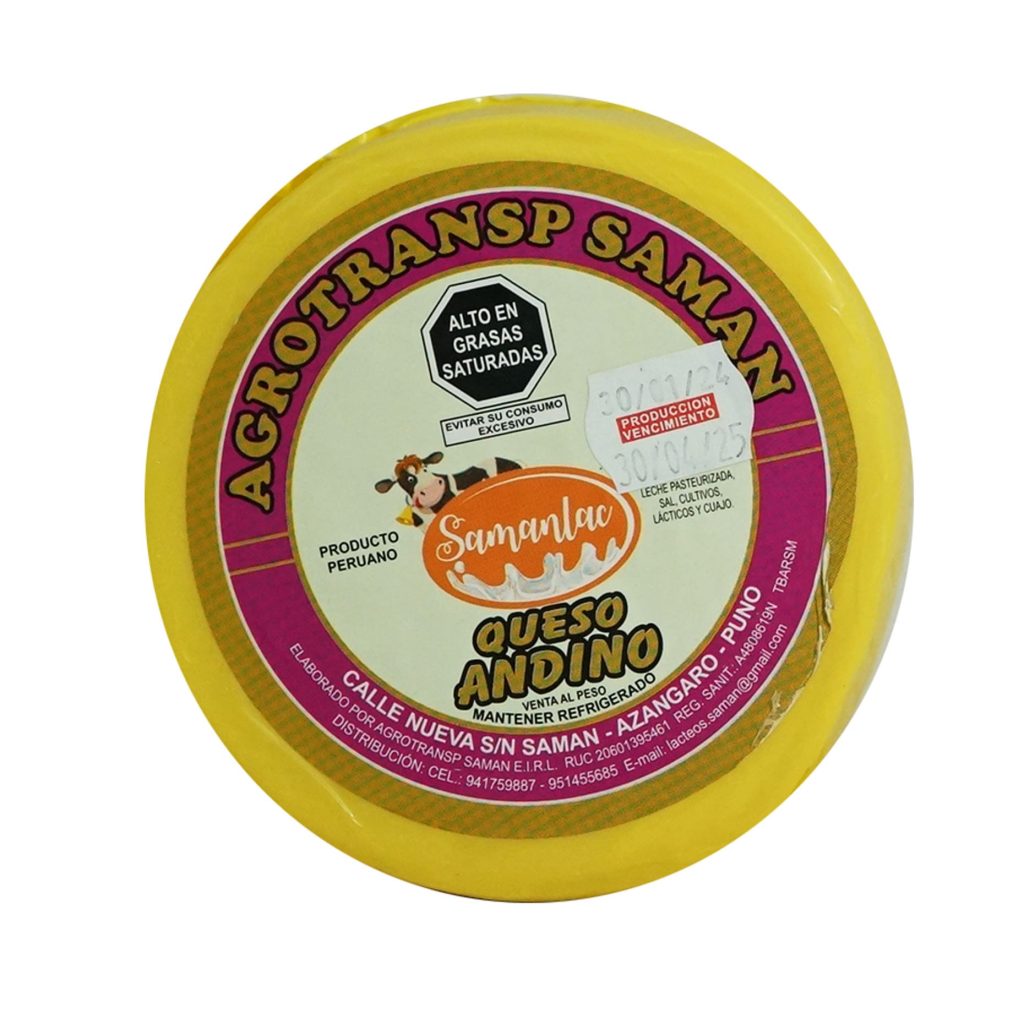 AGROTRANSP SAMAN
ALTO EN
GRASAS
SATURADAS
EVITAR SU CONSUMO
EXCESIVO
30/01/24
PRODUCCION
VENCIMIENTO
30/04/25
LECHE PASTEURIZADA,
SAL, CULTIVOS,
LÁCTICOS Y CUAJO.
PRODUCTO
PERUANO
Samanlac
QUESO
ANDINO
VENTA AL PESO
MANTENER REFRIGERADO
CALLE NUEVA S/N SAMAN - AZANGARO - PUNO
ELABORADO POR AGROTRANSP SAMAN E.I.R.L. RUC 20601395461 REG. SANIT.: A4808619N TBARSM
DISTRIBUCIÓN: CEL.: 941759887 - 951455685 E-mail: lacteos.saman@gmail.com